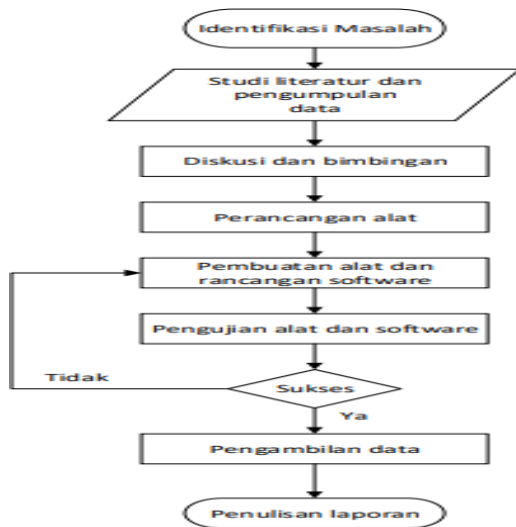 Identifikasi Masalah
Studi literatur dan
pengumpulan
data
Diskusi dan bimbingan
Perancangan alat
Pembuatan alat dan
rancangan software
Pengujian alat dan software
Tidak
Sukses
Ya
Pengambilan data
Penulisan laporan